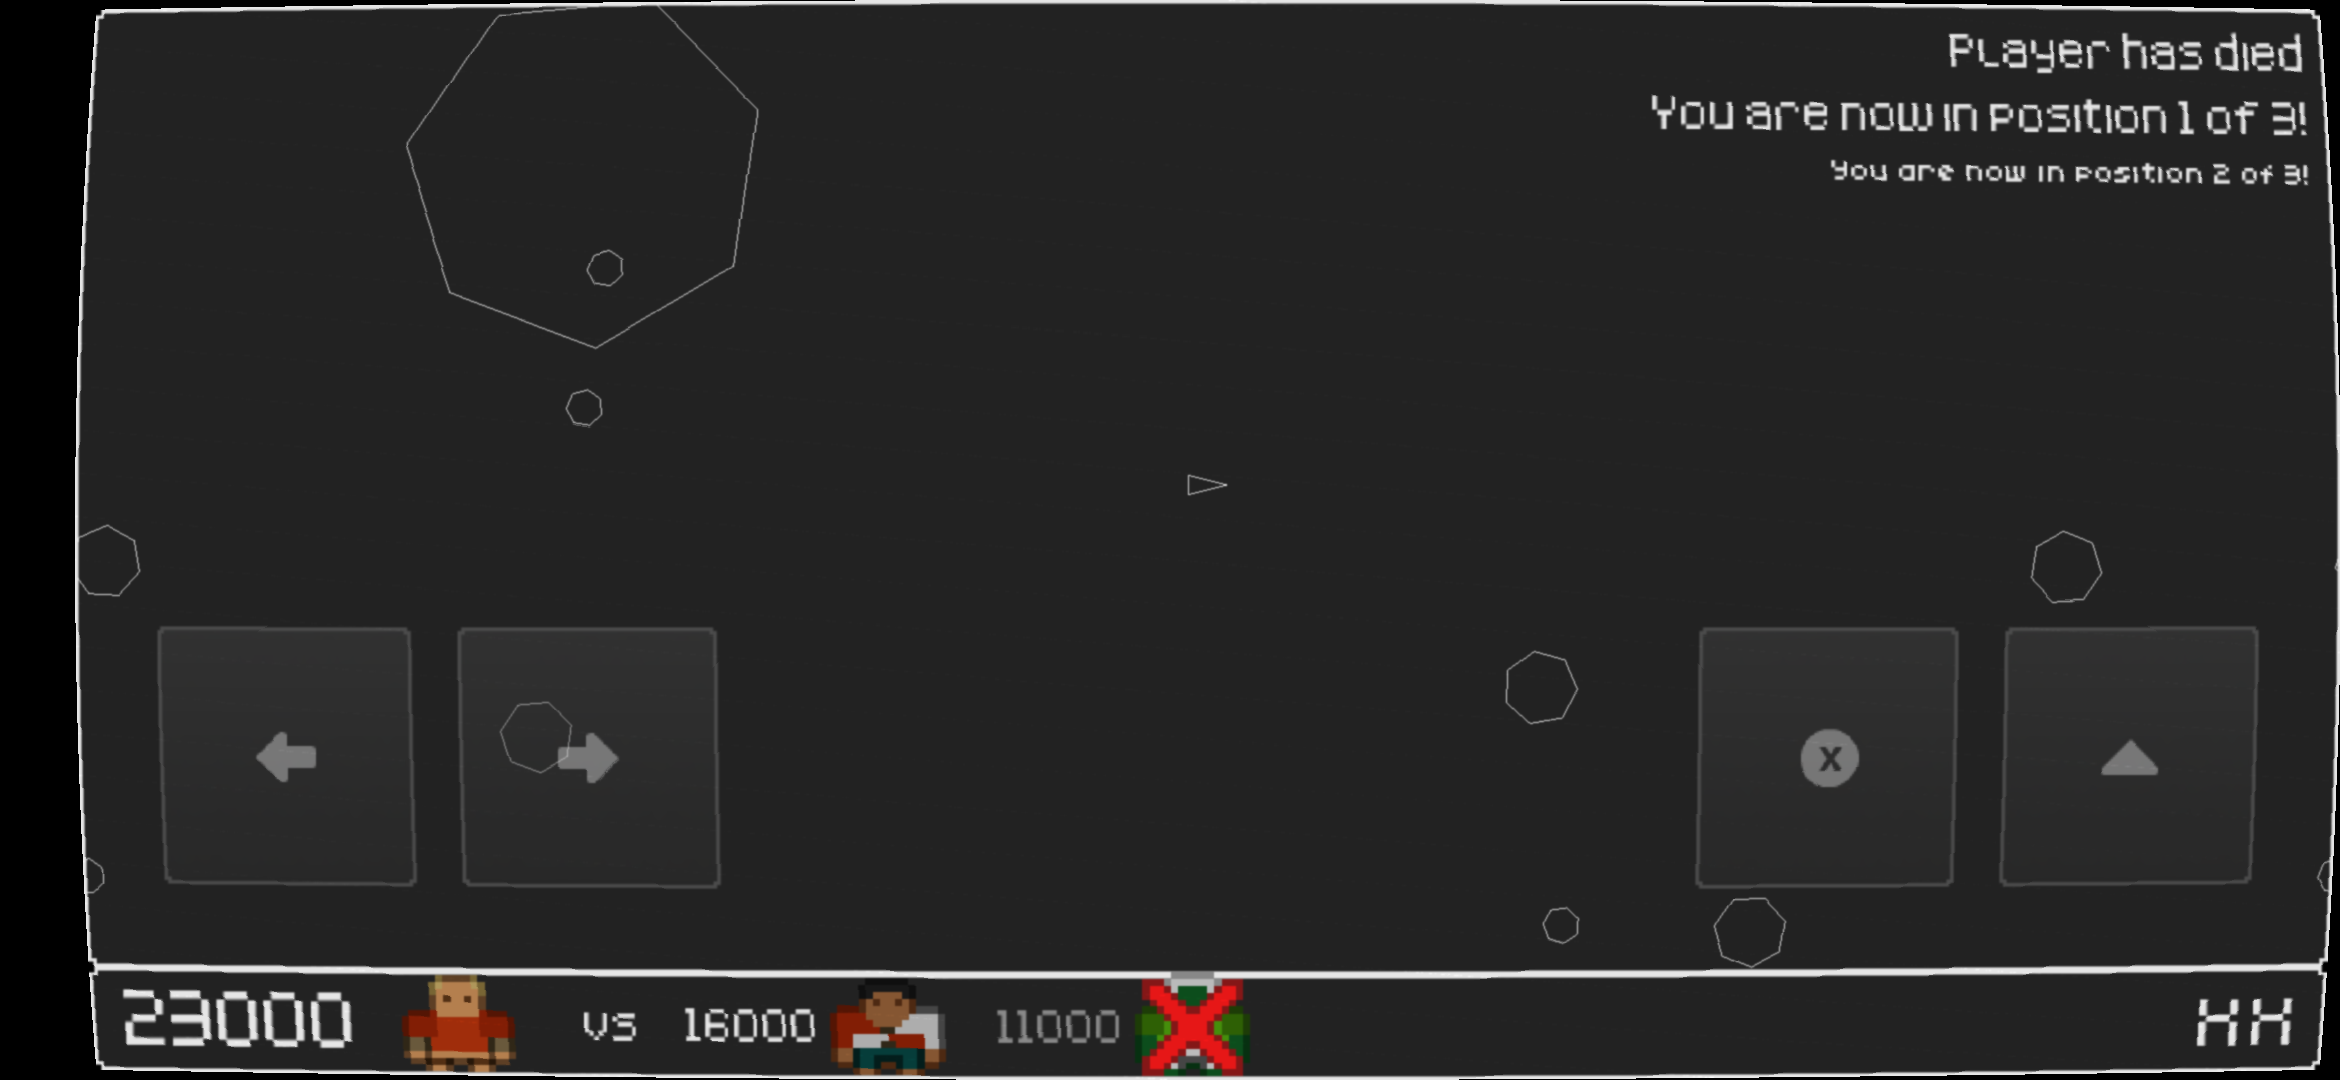 Player has died
You are now in position 1 of 3!
You are now in position 2 of 3!
X
23000 vs 16000 11000 HH